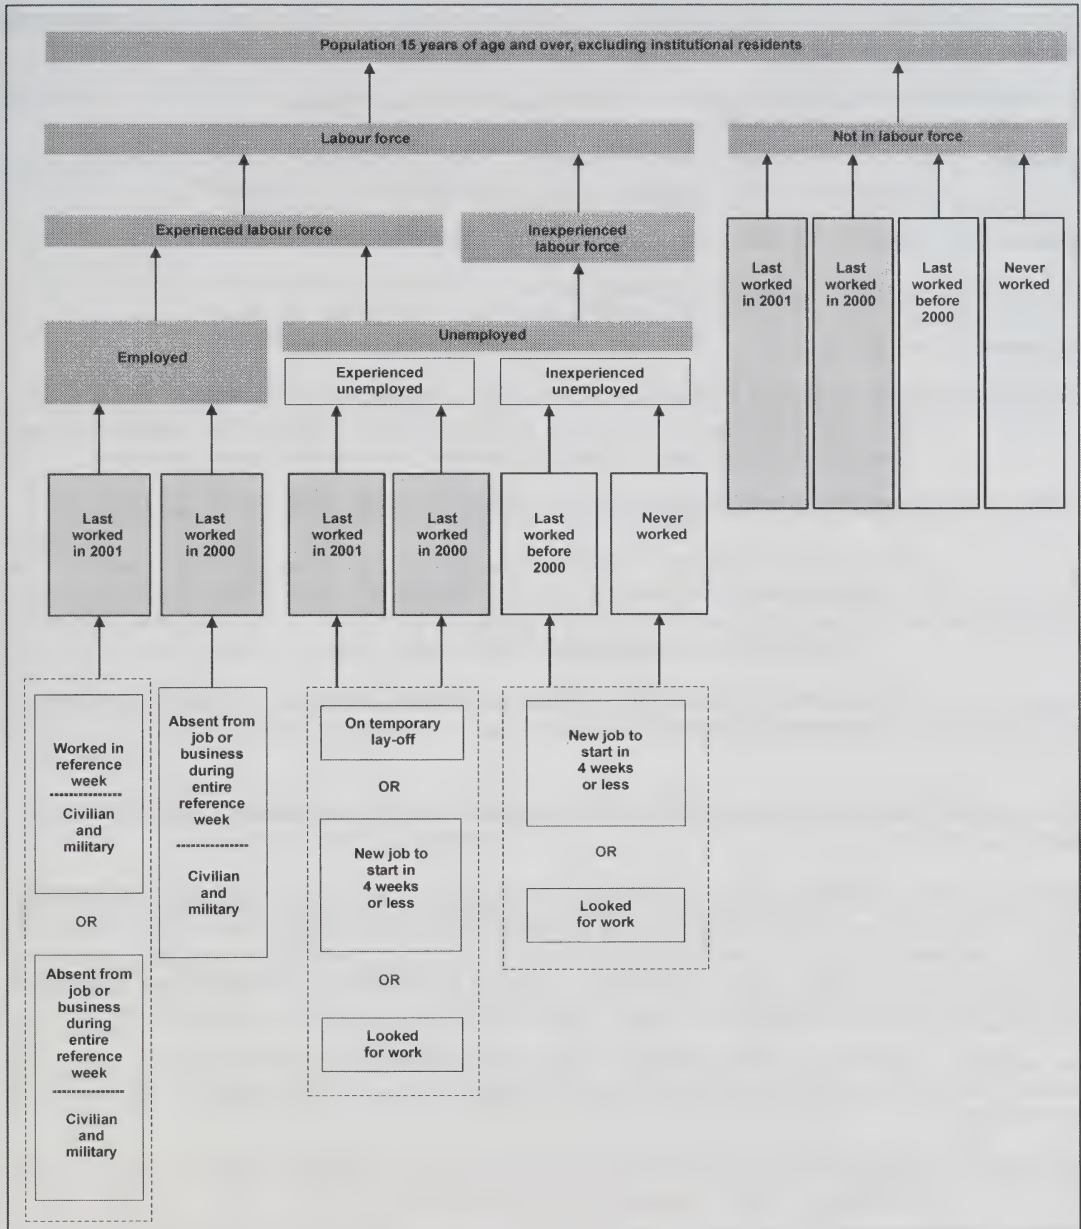 Population 15 years of age and over, excluding institutional residents
Labour force
Not in labour force
Experienced labour force
Inexperienced
labour force
Last
worked
in 2001
Last
worked
in 2000
Last
worked
before
2000
Never
worked
Employed
Unemployed
Experienced
unemployed
Inexperienced
unemployed
Last
worked
in 2001
Last
worked
in 2000
Last
worked
in 2001
Last
worked
in 2000
Last
worked
before
2000
Never
worked
Worked in
reference
week
Civilian
and
military
OR
Absent from
job or
business
during
entire
reference
week
Civilian
and
military
Absent from
job or
business
during
entire
reference
week
Civilian
and
military
On temporary
lay-off
OR
New job to
start in
4 weeks
or less
OR
Looked
for work
New job to
start in
4 weeks
or less
OR
Looked
for work